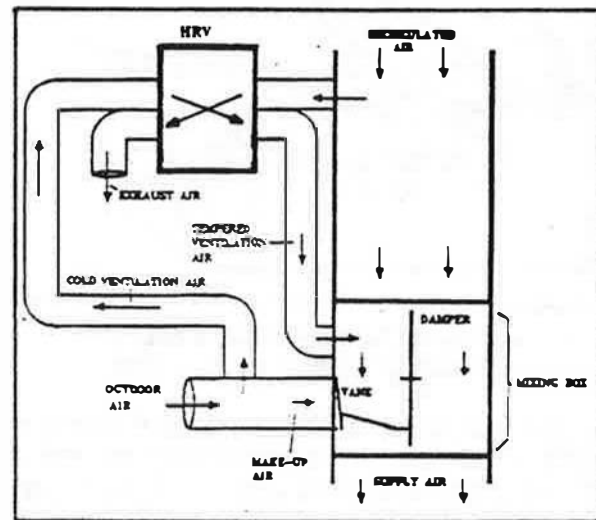 HRV
RECIRCULATED
AIR
EXHAUST AIR
TEMPERED
VENTILATION
AIR
COLD VENTILATION AIR
DAMPER
OUTDOOR
AIR
VANE
MIXING BOX
MAKE-UP
AIR
SUPPLY AIR